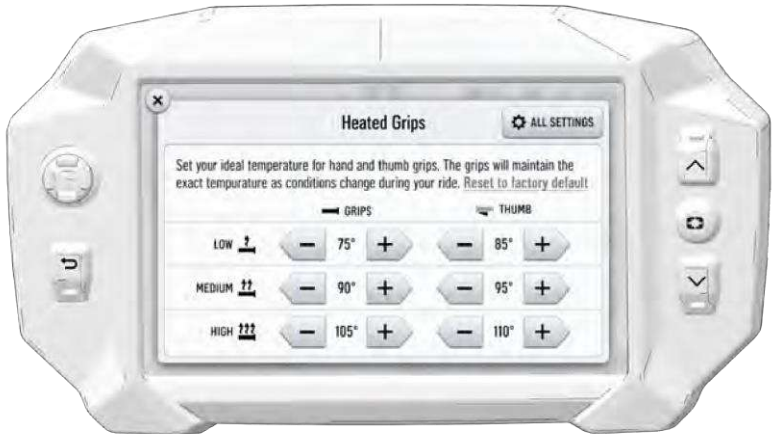 Heated Grips
ALL SETTINGS
Set your ideal temperature for hand and thumb grips. The grips will maintain the
exact tempurature as conditions change during your ride. Reset to factory default
GRIPS THUMB
LOW − 75° + − 85° +
MEDIUM − 90° + − 95° +
HIGH − 105° + − 110° +